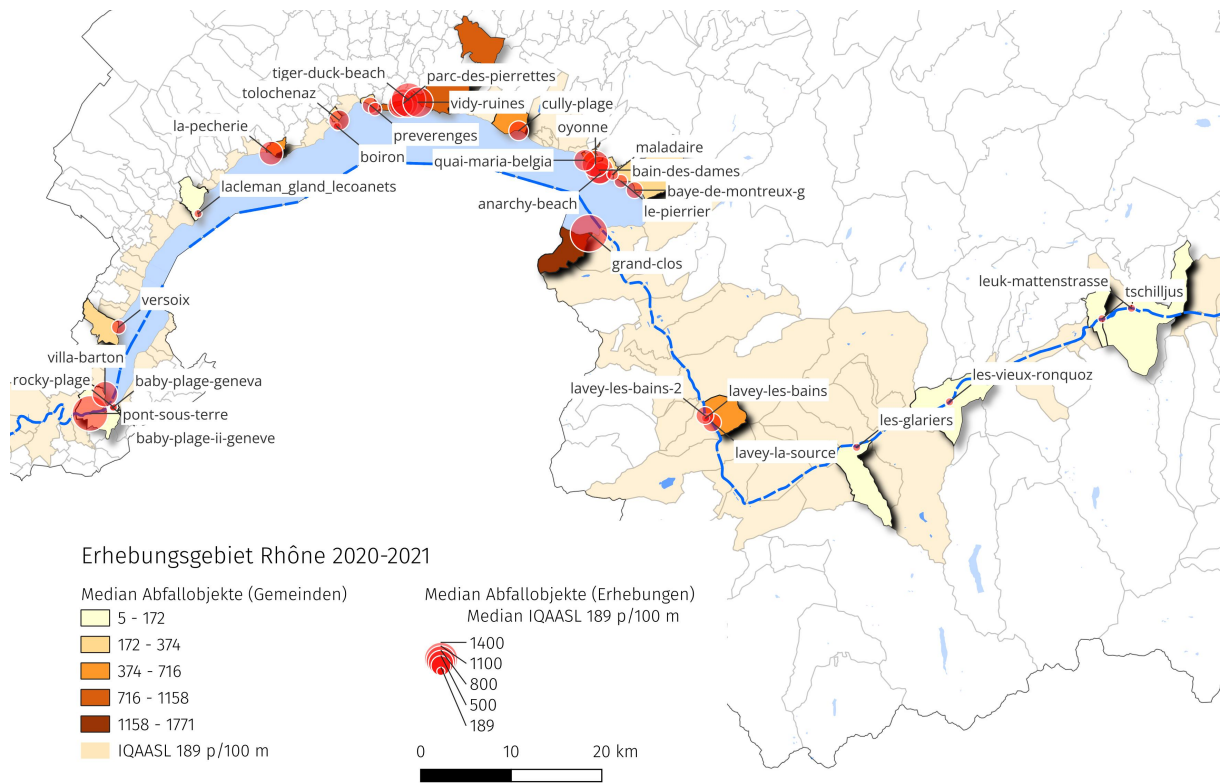 tiger-duck-beach
parc-des-pierrettes
tolochenaz
vidy-ruines
cully-plage
la-pecherie
preverenges
oyonne
boiron
quai-maria-belgia
maladaire
bain-des-dames
lacleman_gland_lecoanets
baye-de-montreux-g
anarchy-beach
le-pierrier
grand-clos
leuk-mattenstrasse
tschilljus
versoix
villa-barton
rocky-plage
baby-plage-geneva
les-vieux-ronquoz
lavey-les-bains-2
lavey-les-bains
pont-sous-terre
les-glariers
baby-plage-ii-geneve
lavey-la-source
Erhebungsgebiet Rhône 2020-2021
Median Abfallobjekte (Gemeinden)
5 - 172
172 - 374
374 - 716
716 - 1158
1158 - 1771
IQAASL 189 p/100 m
Median Abfallobjekte (Erhebungen)
Median IQAASL 189 p/100 m
1400
1100
800
500
189
0 10 20 km